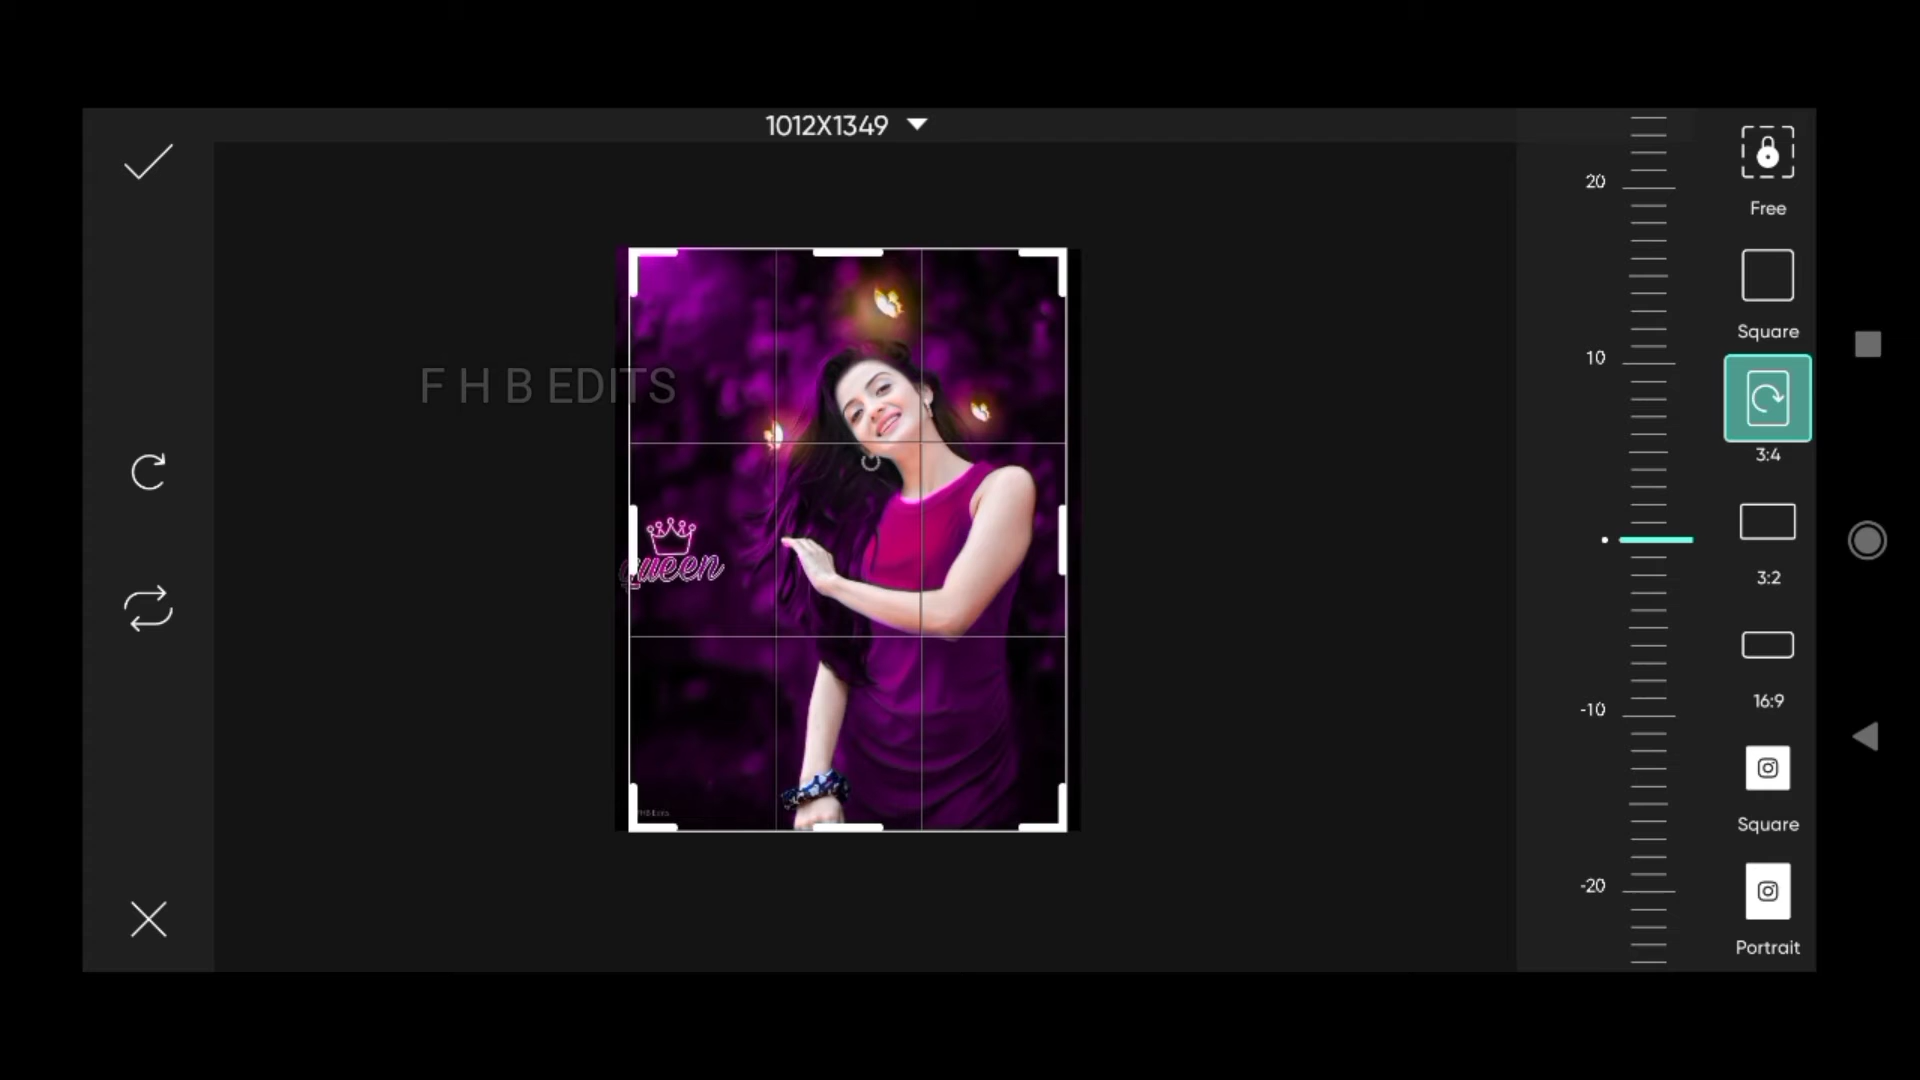 1012X1349
20
Free
Square
10
F H B EDITS
3:4
queen
3:2
-10
16:9
Square
-20
Portrait